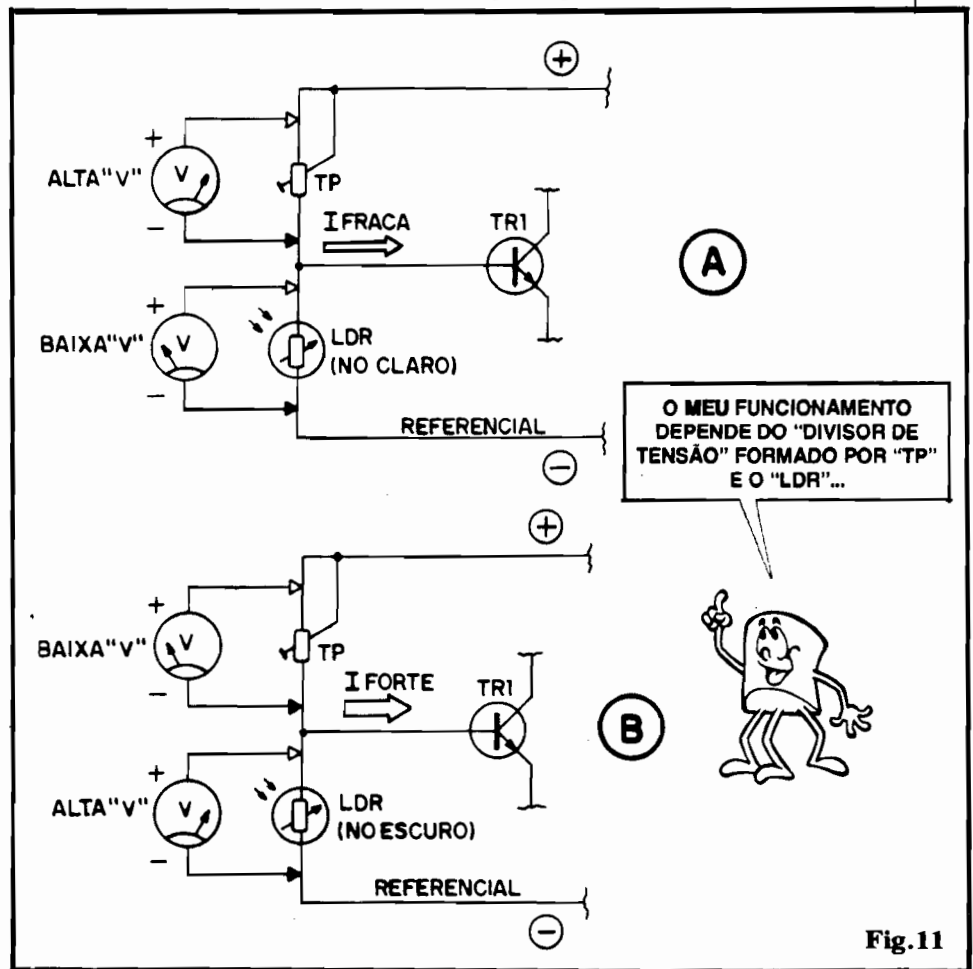 +
ALTA"V"
V
−
TP
I FRACA
TR1
A
+
BAIXA"V"
V
−
LDR
(NO CLARO)
REFERENCIAL
−
O MEU FUNCIONAMENTO
DEPENDE DO "DIVISOR DE
TENSÃO" FORMADO POR "TP"
E O "LDR"...
+
+
BAIXA"V"
V
−
TP
I FORTE
TR1
B
+
ALTA"V"
V
−
LDR
(NO ESCURO)
REFERENCIAL
−
Fig.11